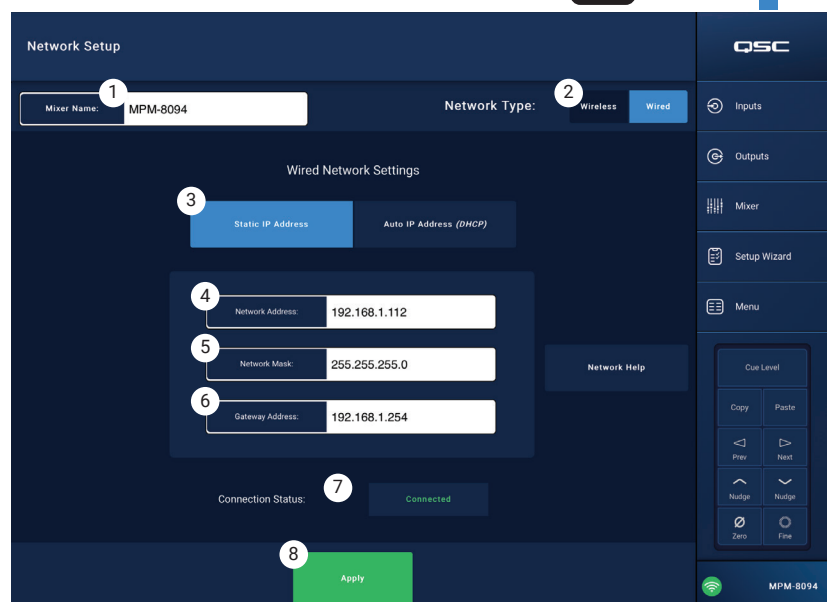 Network Setup
QSC
1
Mixer Name:
MPM-8094
Network Type:
2
Wireless
Wired
Inputs
Outputs
Mixer
Setup Wizard
Menu
Wired Network Settings
3
Static IP Address
Auto IP Address (DHCP)
4
Network Address:
192.168.1.112
5
Network Mask:
255.255.255.0
6
Gateway Address:
192.168.1.254
Network Help
Cue Level
Copy
Paste
Prev
Next
Nudge
Nudge
Zero
Fine
Connection Status:
7
Connected
8
Apply
MPM-8094